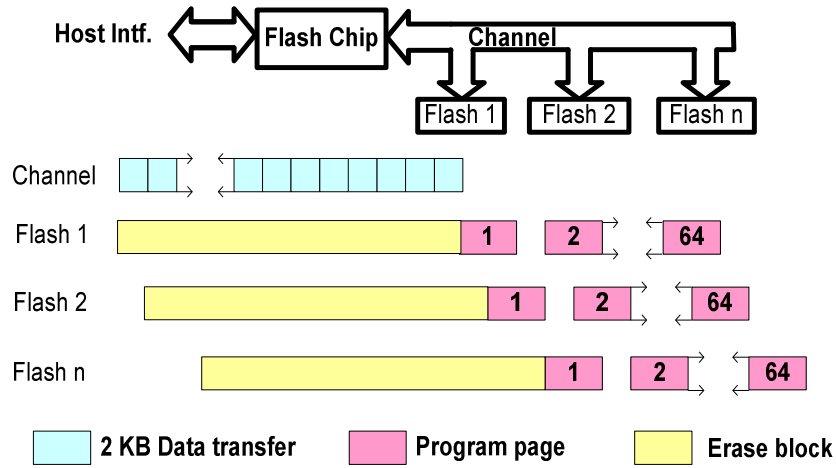 Host Intf.
Flash Chip
Channel
Flash 1
Flash 2
Flash n
Channel
Flash 1
1
2
64
Flash 2
1
2
64
Flash n
1
2
64
2 KB Data transfer
Program page
Erase block